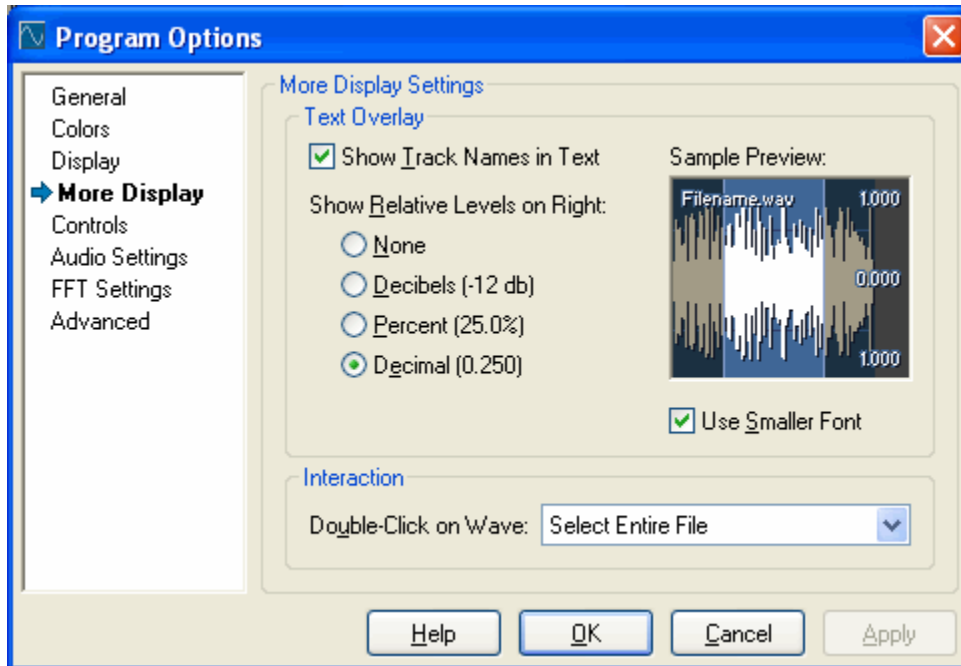 Program Options
General
Colors
Display
More Display
Controls
Audio Settings
FFT Settings
Advanced
More Display Settings
Text Overlay
Show Track Names in Text
Show Relative Levels on Right:
None
Decibels (-12 db)
Percent (25.0%)
Decimal (0.250)
Sample Preview:
Filename.wav 1.000
0.000
1.000
Use Smaller Font
Interaction
Double-Click on Wave: Select Entire File
Help OK Cancel Apply